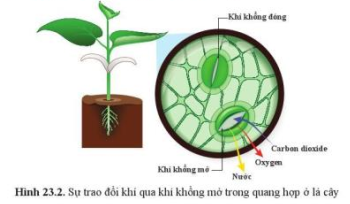 Khí khổng đóng
Carbon dioxide
Oxygen
Khí khổng mở
Nước
Hình 23.2. Sự trao đổi khí qua khí khổng mở trong quang hợp ở lá cây